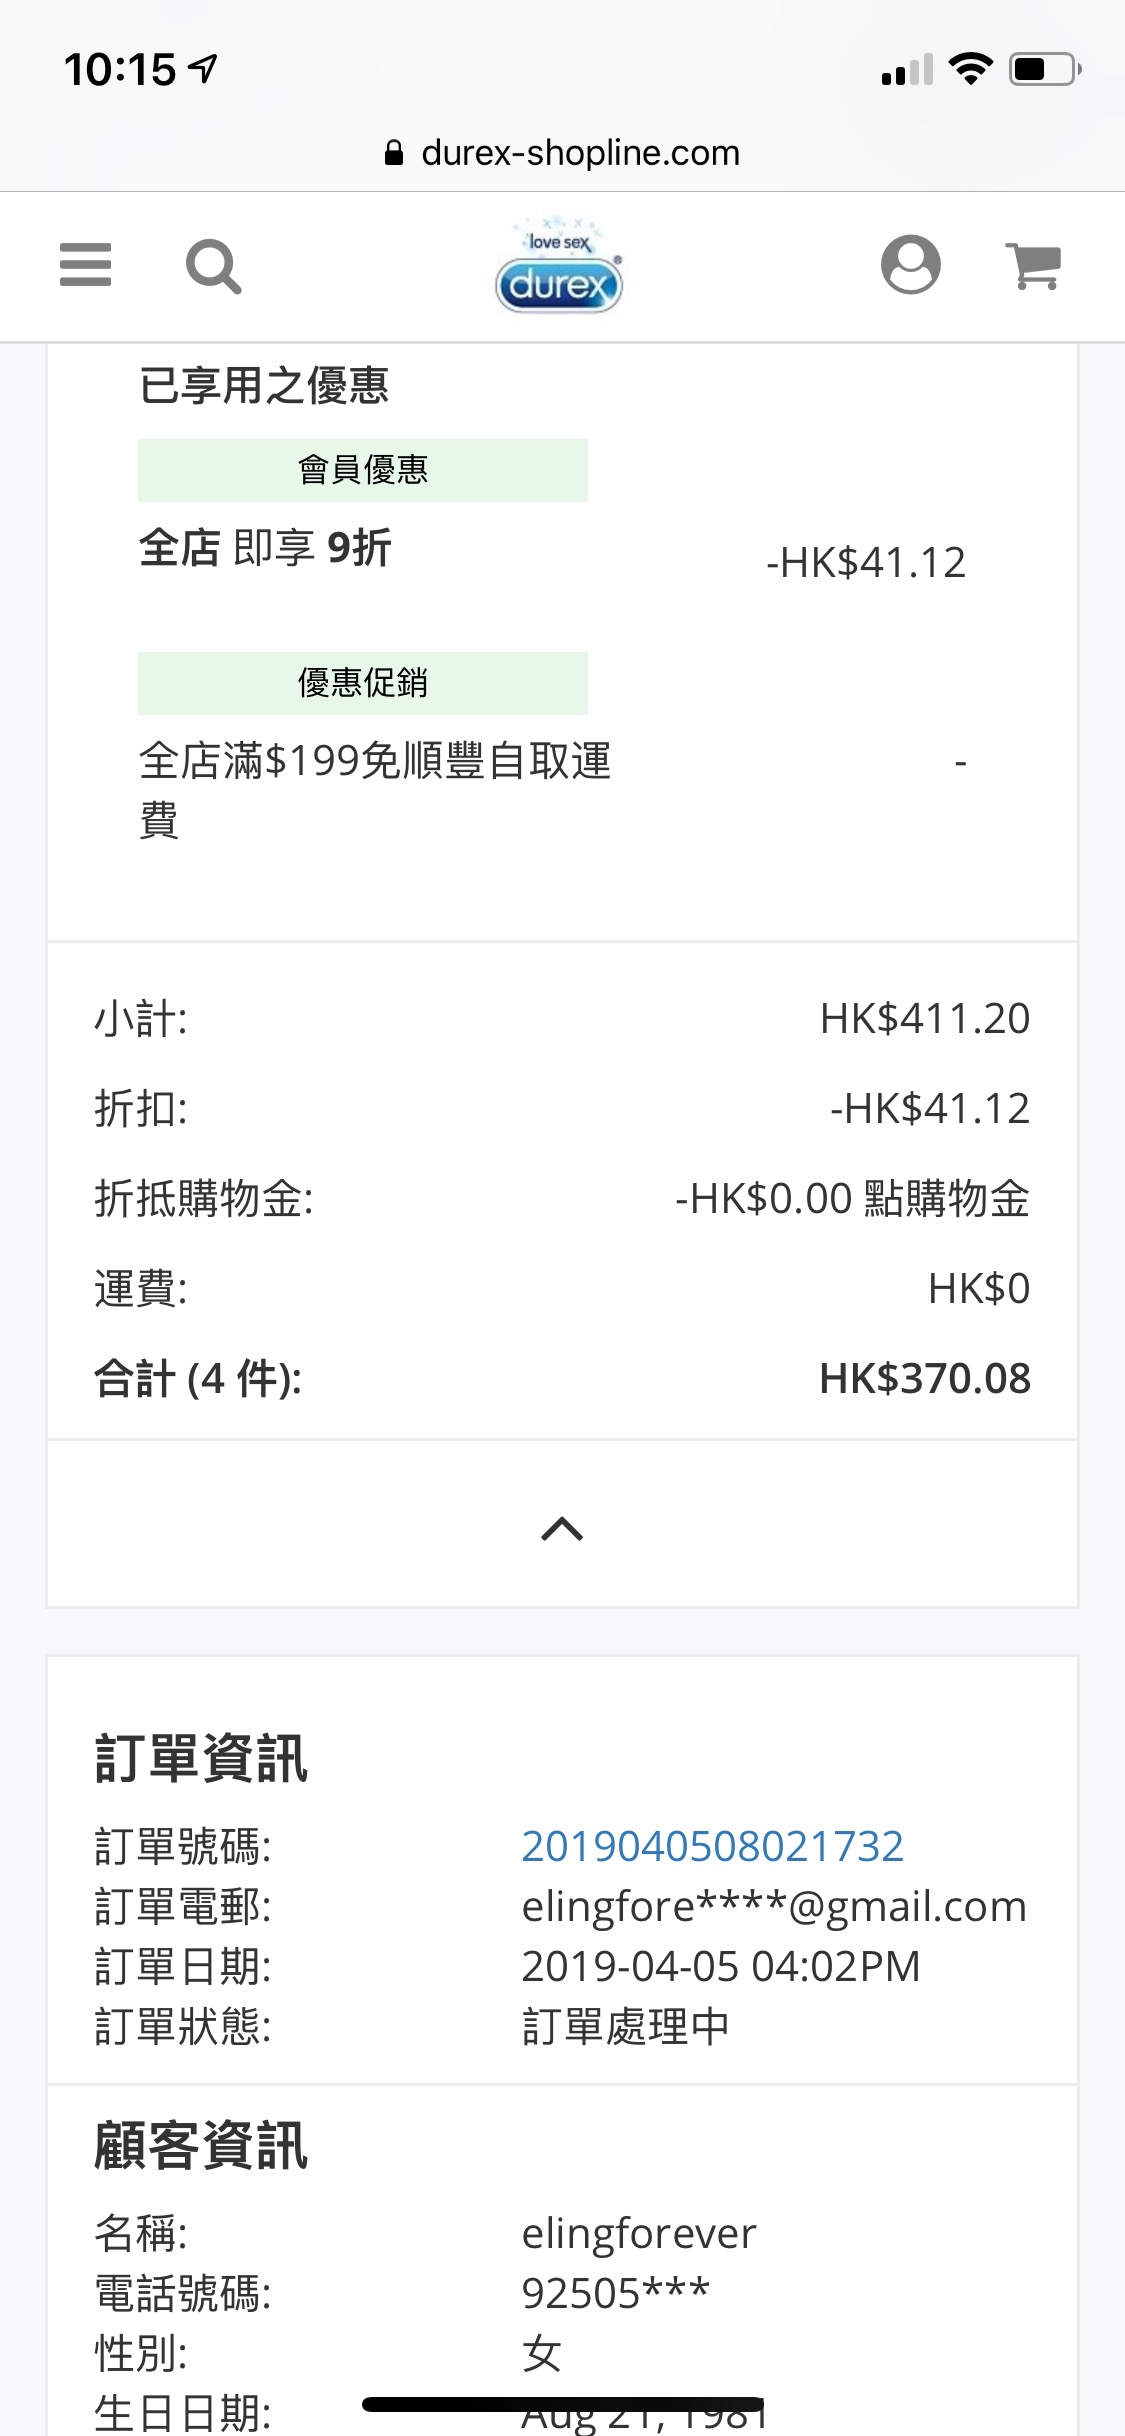 10:15
durex-shopline.com
love sex
durex®
已享用之優惠
會員優惠
全店 即享 9折
-HK$41.12
優惠促銷
全店滿$199免順豐自取運
費
-
小計: HK$411.20
折扣: -HK$41.12
折抵購物金: -HK$0.00 點購物金
運費: HK$0
合計 (4 件): HK$370.08
訂單資訊
訂單號碼: 2019040508021732
訂單電郵: elingfore****@gmail.com
訂單日期: 2019-04-05 04:02PM
訂單狀態: 訂單處理中
顧客資訊
名稱: elingforever
電話號碼: 92505***
性別: 女
生日日期: Aug 21, 1981